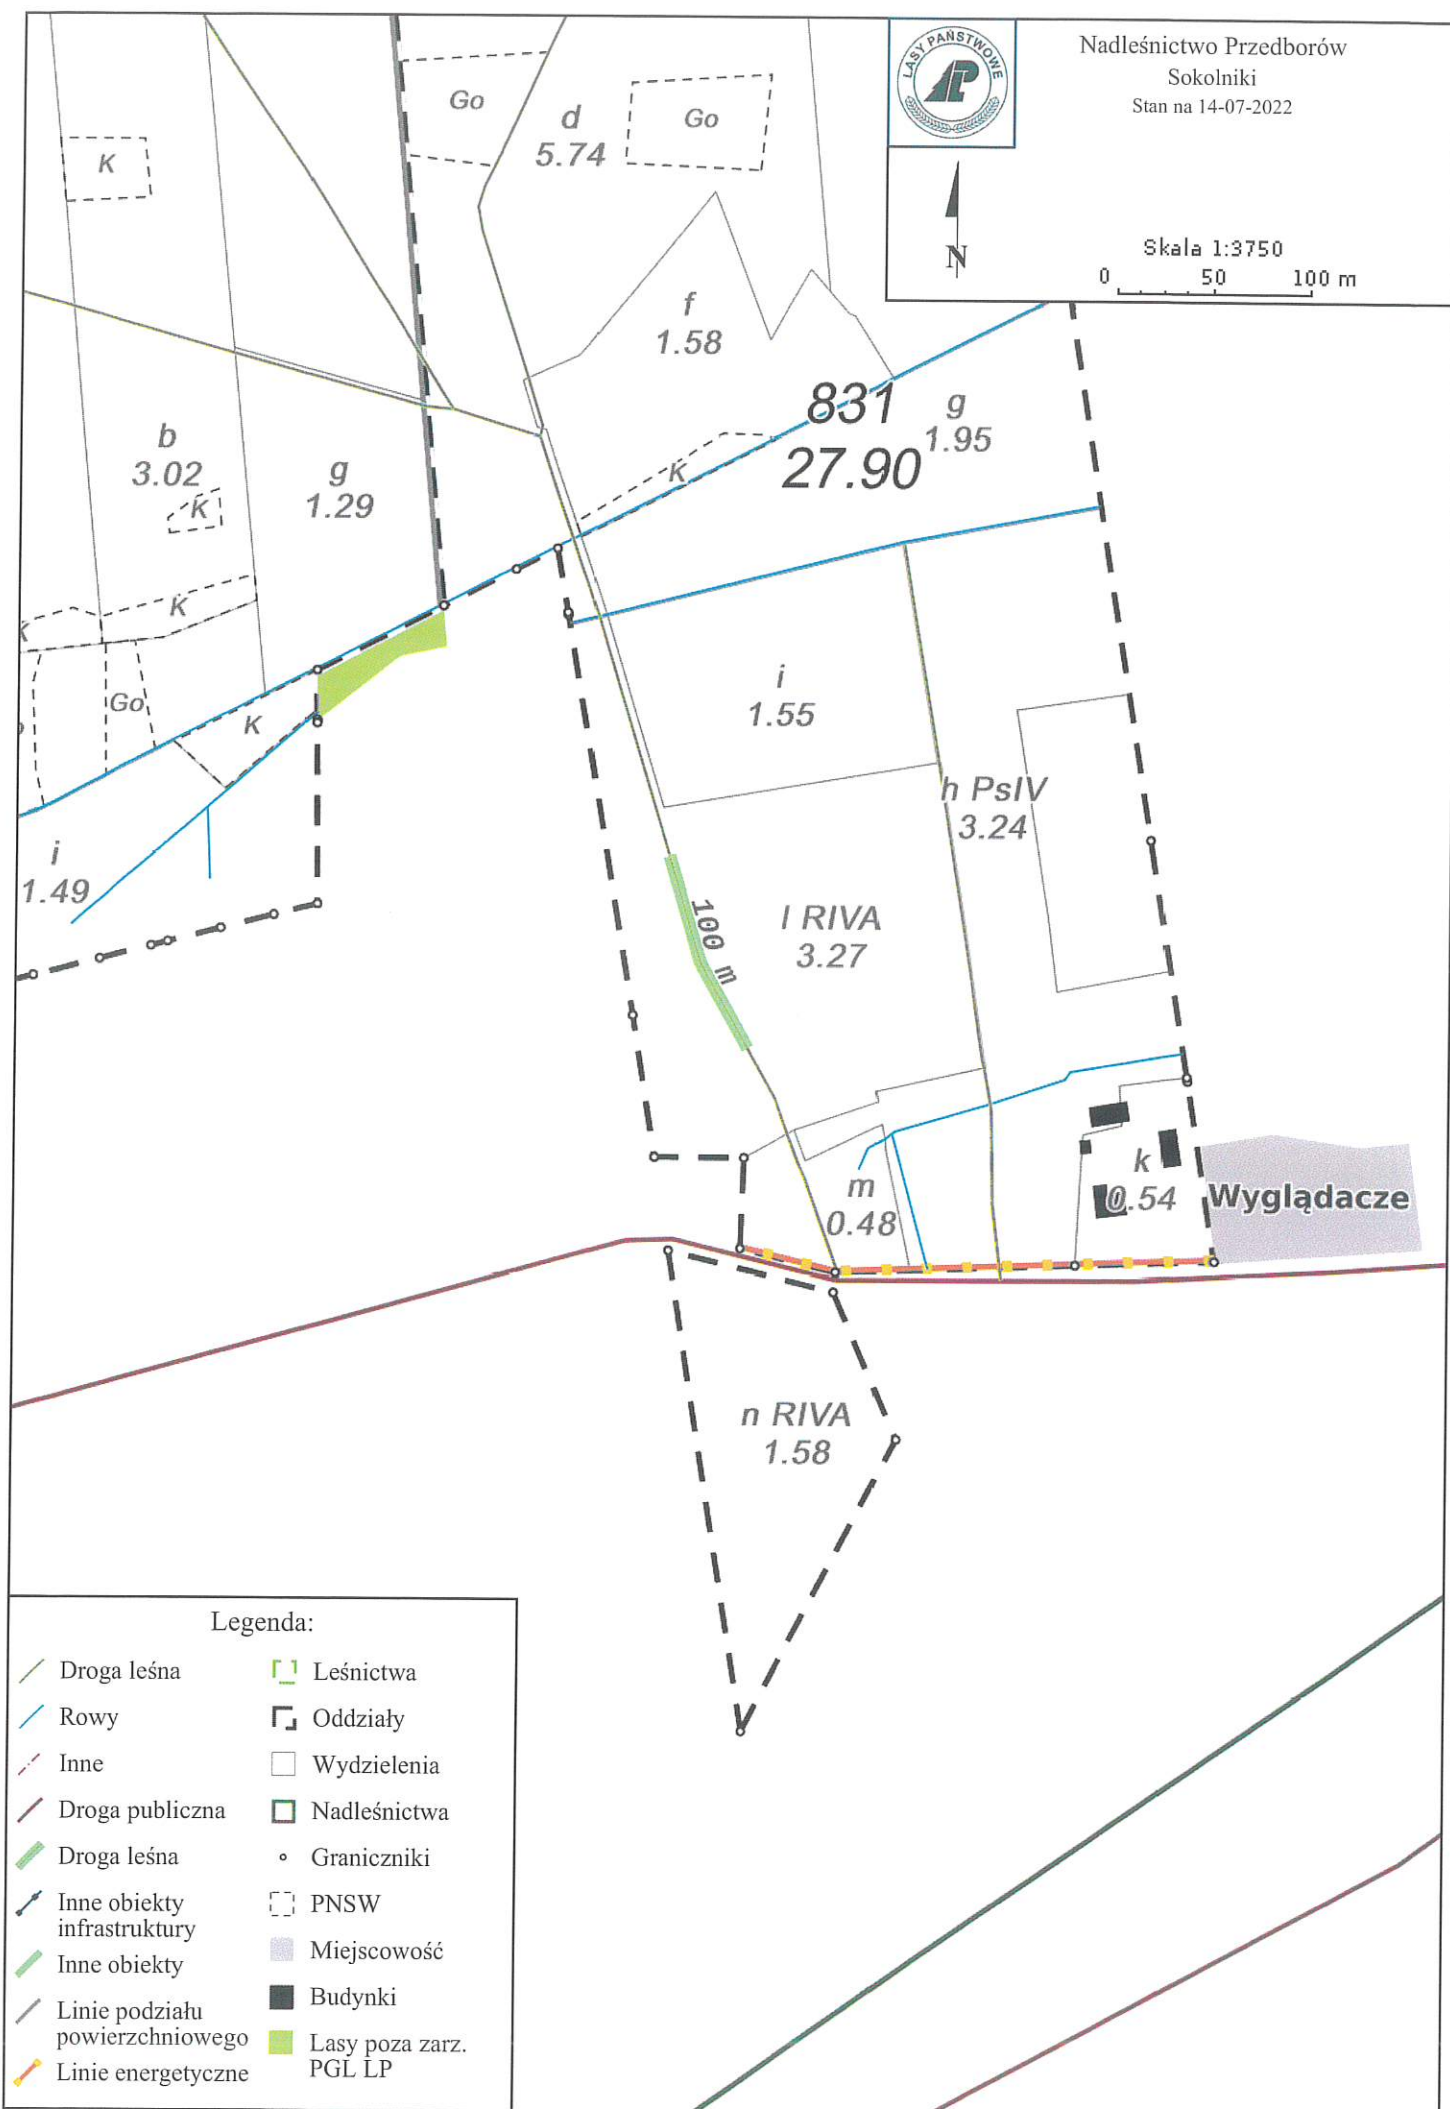 LASY PAŃSTWOWE
LP
Nadleśnictwo Przedborów
Sokolniki
Stan na 14-07-2022
N
Skala 1:3750
0 50 100 m
Go
d
5.74
Go
K
f
1.58
831
27.90
g
1.95
b
3.02
K
g
1.29
K
K
K
Go
K
i
1.55
h PsIV
3.24
i
1.49
100 m
l RIVA
3.27
k
0.54
m
0.48
Wyglądacze
n RIVA
1.58
Legenda:
Droga leśna
Rowy
Inne
Droga publiczna
Droga leśna
Inne obiekty
infrastruktury
Inne obiekty
Linie podziału
powierzchniowego
Linie energetyczne
Leśnictwa
Oddziały
Wydzielenia
Nadleśnictwa
Graniczniki
PNSW
Miejscowość
Budynki
Lasy poza zarz.
PGL LP